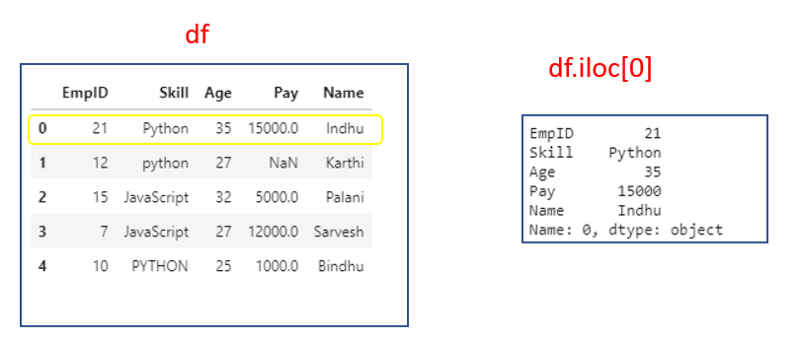 df
EmpID Skill Age Pay Name
0 21 Python 35 15000.0 Indhu
1 12 python 27 NaN Karthi
2 15 JavaScript 32 5000.0 Palani
3 7 JavaScript 27 12000.0 Sarvesh
4 10 PYTHON 25 1000.0 Bindhu
df.iloc[0]
EmpID 21
Skill Python
Age 35
Pay 15000
Name Indhu
Name: 0, dtype: object